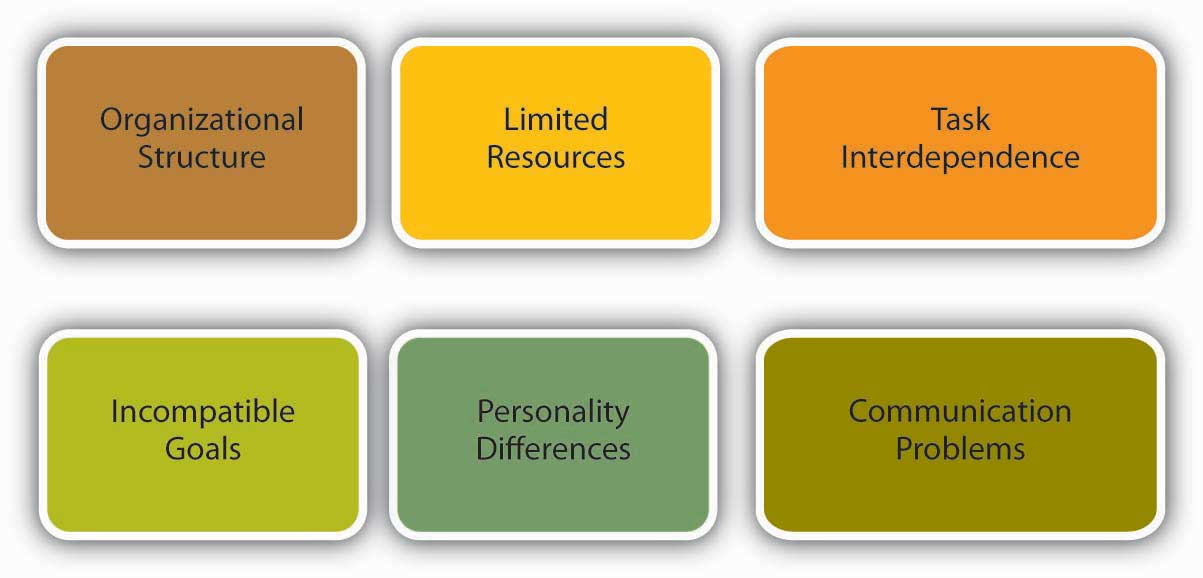 Organizational
Structure
Limited
Resources
Task
Interdependence
Incompatible
Goals
Personality
Differences
Communication
Problems